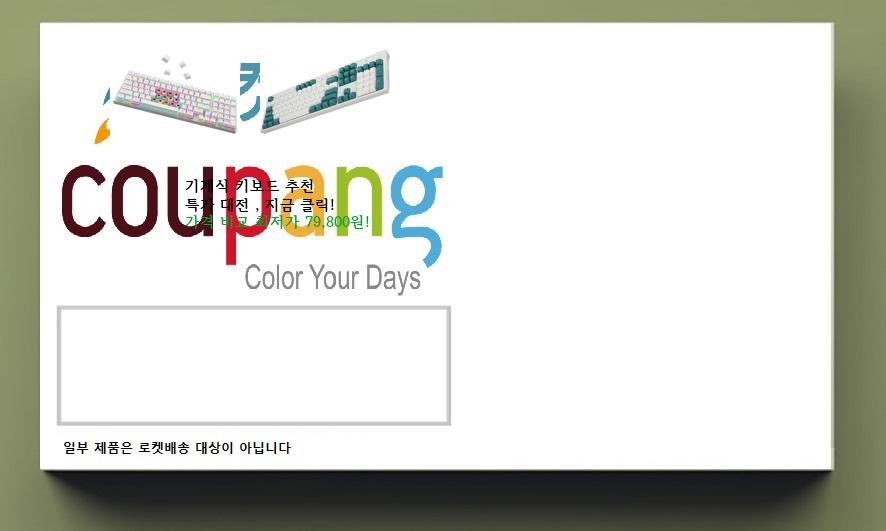 켓
coupang
기계식 키보드 추천
특가 대전 , 지금 클릭!
가격 비교 최저가 79,800원!
Color Your Days
일부 제품은 로켓배송 대상이 아닙니다